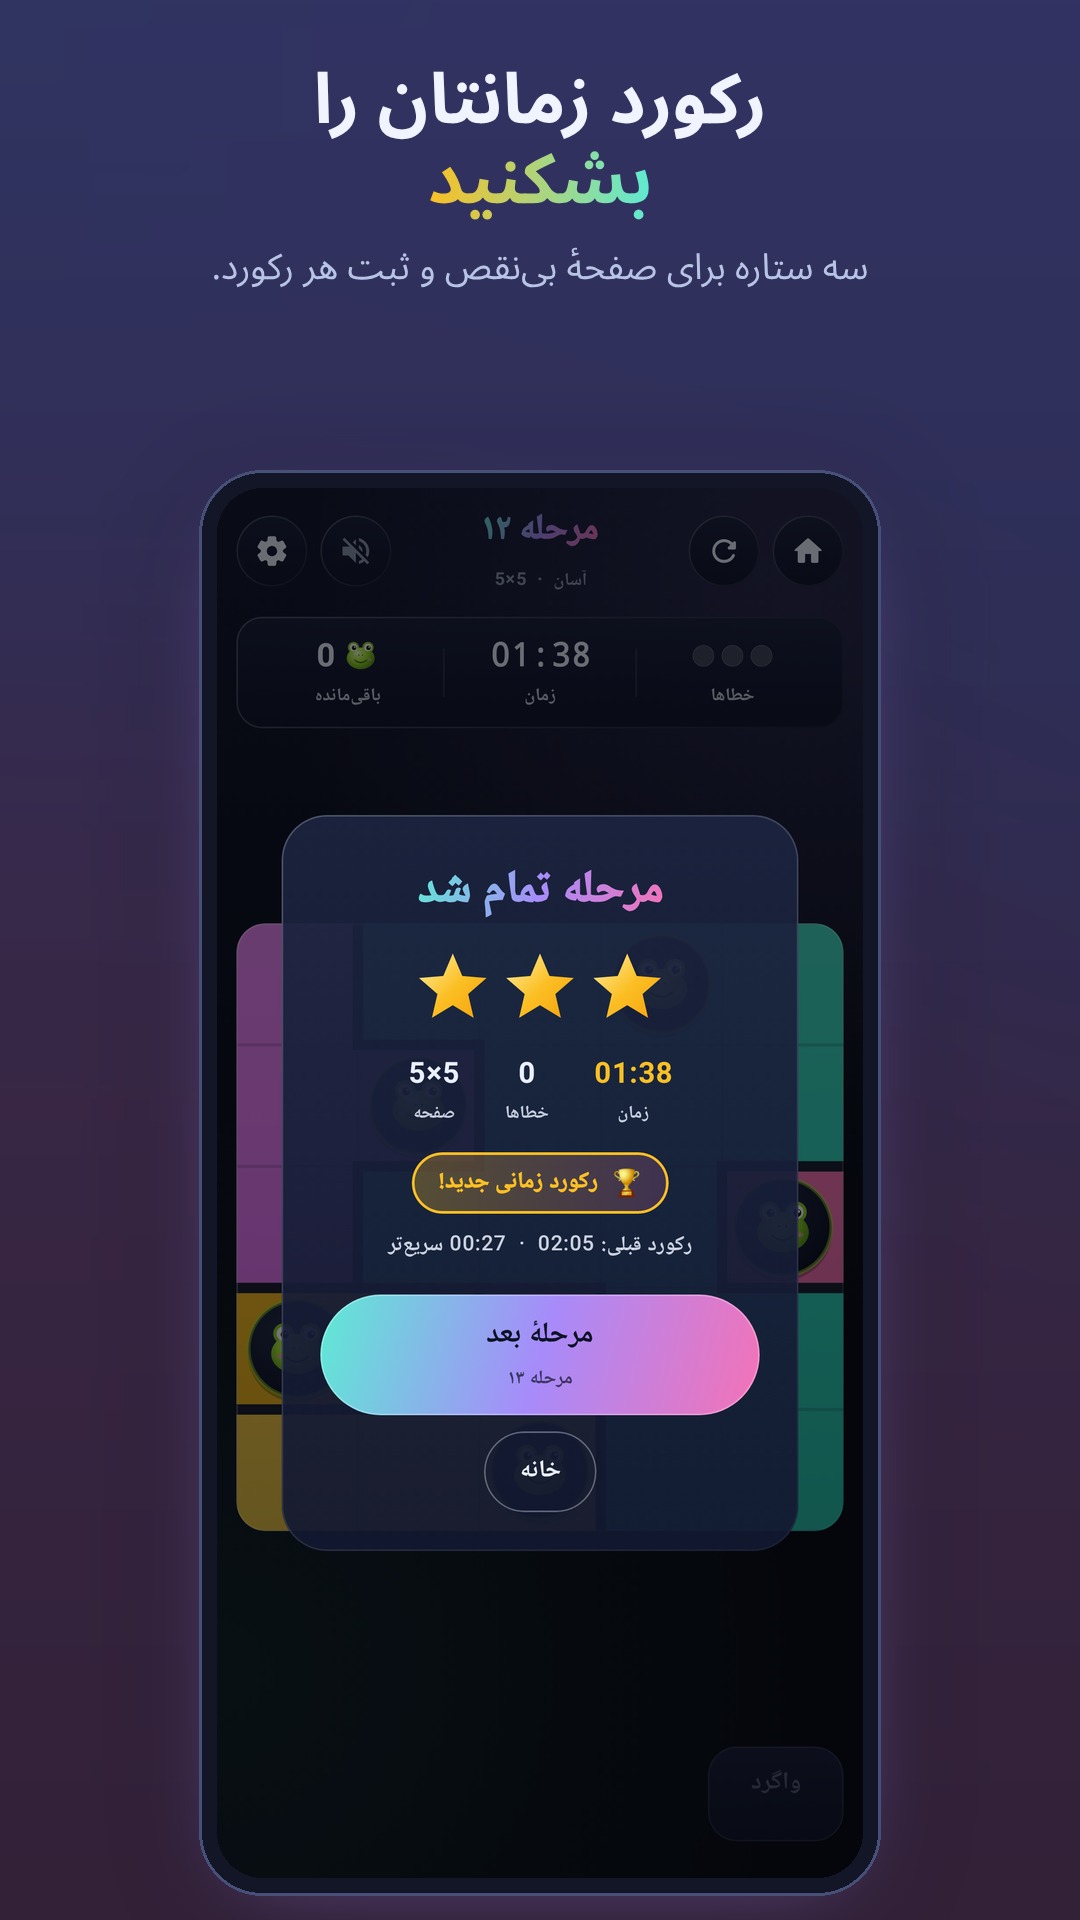 رکورد زمانتان را
بشکنید
سه ستاره برای صفحهٔ بی‌نقص و ثبت هر رکورد.
مرحله ۱۲
آسان · 5×5
01:38
0
خطاها
زمان
باقی‌مانده
مرحله تمام شد
01:38
0
5×5
زمان
خطاها
صفحه
رکورد زمانی جدید!
رکورد قبلی: 02:05 · 00:27 سریع‌تر
مرحلهٔ بعد
مرحله ۱۳
خانه
واگرد